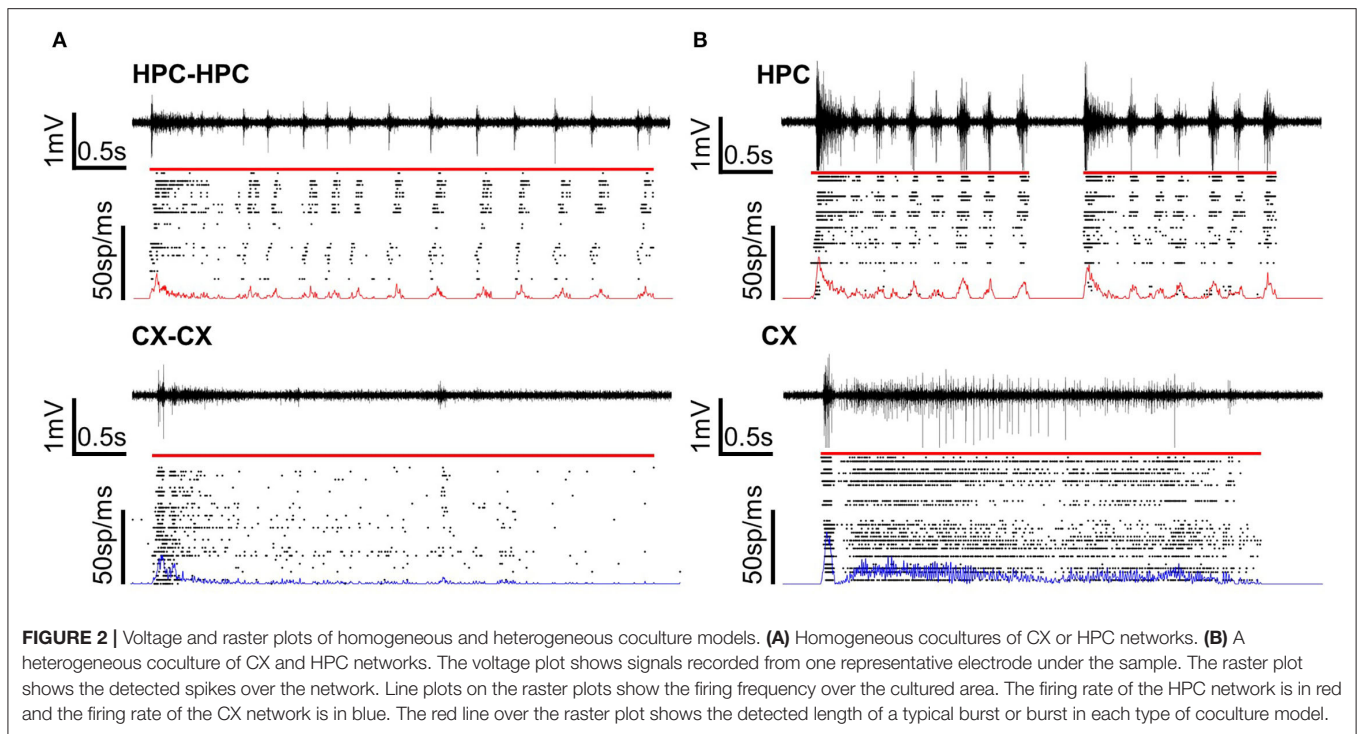 A
HPC-HPC
1mV
0.5s
50sp/ms
CX-CX
1mV
0.5s
50sp/ms
B
HPC
1mV
0.5s
50sp/ms
CX
1mV
0.5s
50sp/ms
FIGURE 2 | Voltage and raster plots of homogeneous and heterogeneous coculture models. (A) Homogeneous cocultures of CX or HPC networks. (B) A
heterogeneous coculture of CX and HPC networks. The voltage plot shows signals recorded from one representative electrode under the sample. The raster plot
shows the detected spikes over the network. Line plots on the raster plots show the firing frequency over the cultured area. The firing rate of the HPC network is in red
and the firing rate of the CX network is in blue. The red line over the raster plot shows the detected length of a typical burst or burst in each type of coculture model.